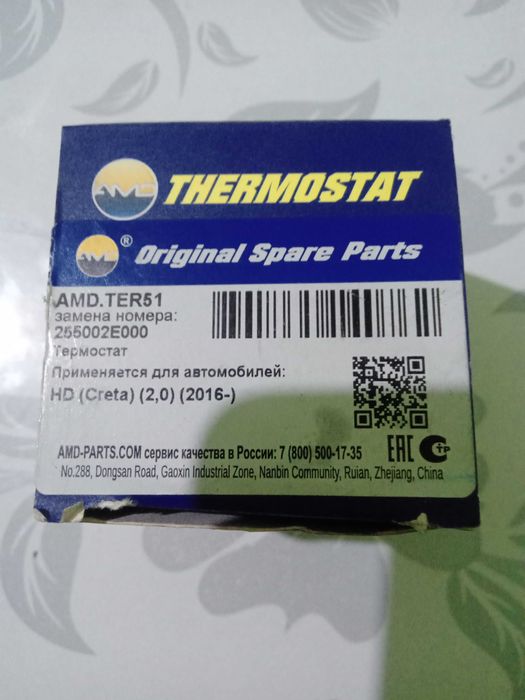 AMD THERMOSTAT
AMD ® Original Spare Parts
AMD.TER51
замена номера:
255002E000
Термостат
Применяется для автомобилей:
HD (Creta) (2,0) (2016-)
AMD-PARTS.COM сервис качества в России: 7 (800) 500-17-35
EAC СТР
No.288, Dongsan Road, Gaoxin Industrial Zone, Nanbin Community, Ruian, Zhejiang, China